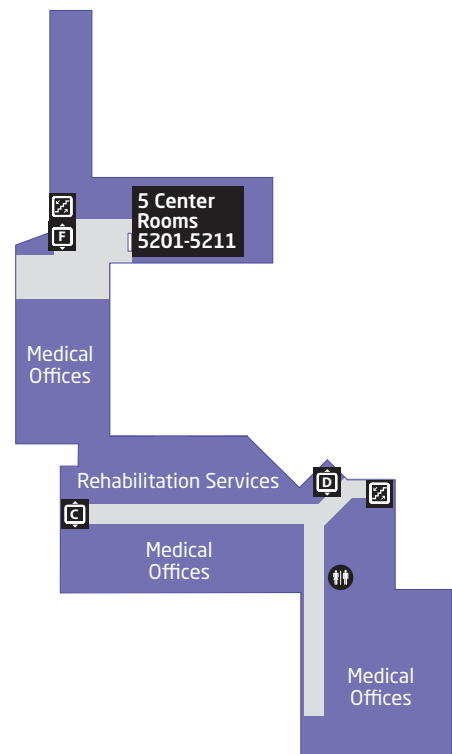 5 Center
Rooms
5201-5211
F
Medical
Offices
Rehabilitation Services
D
C
Medical
Offices
Medical
Offices